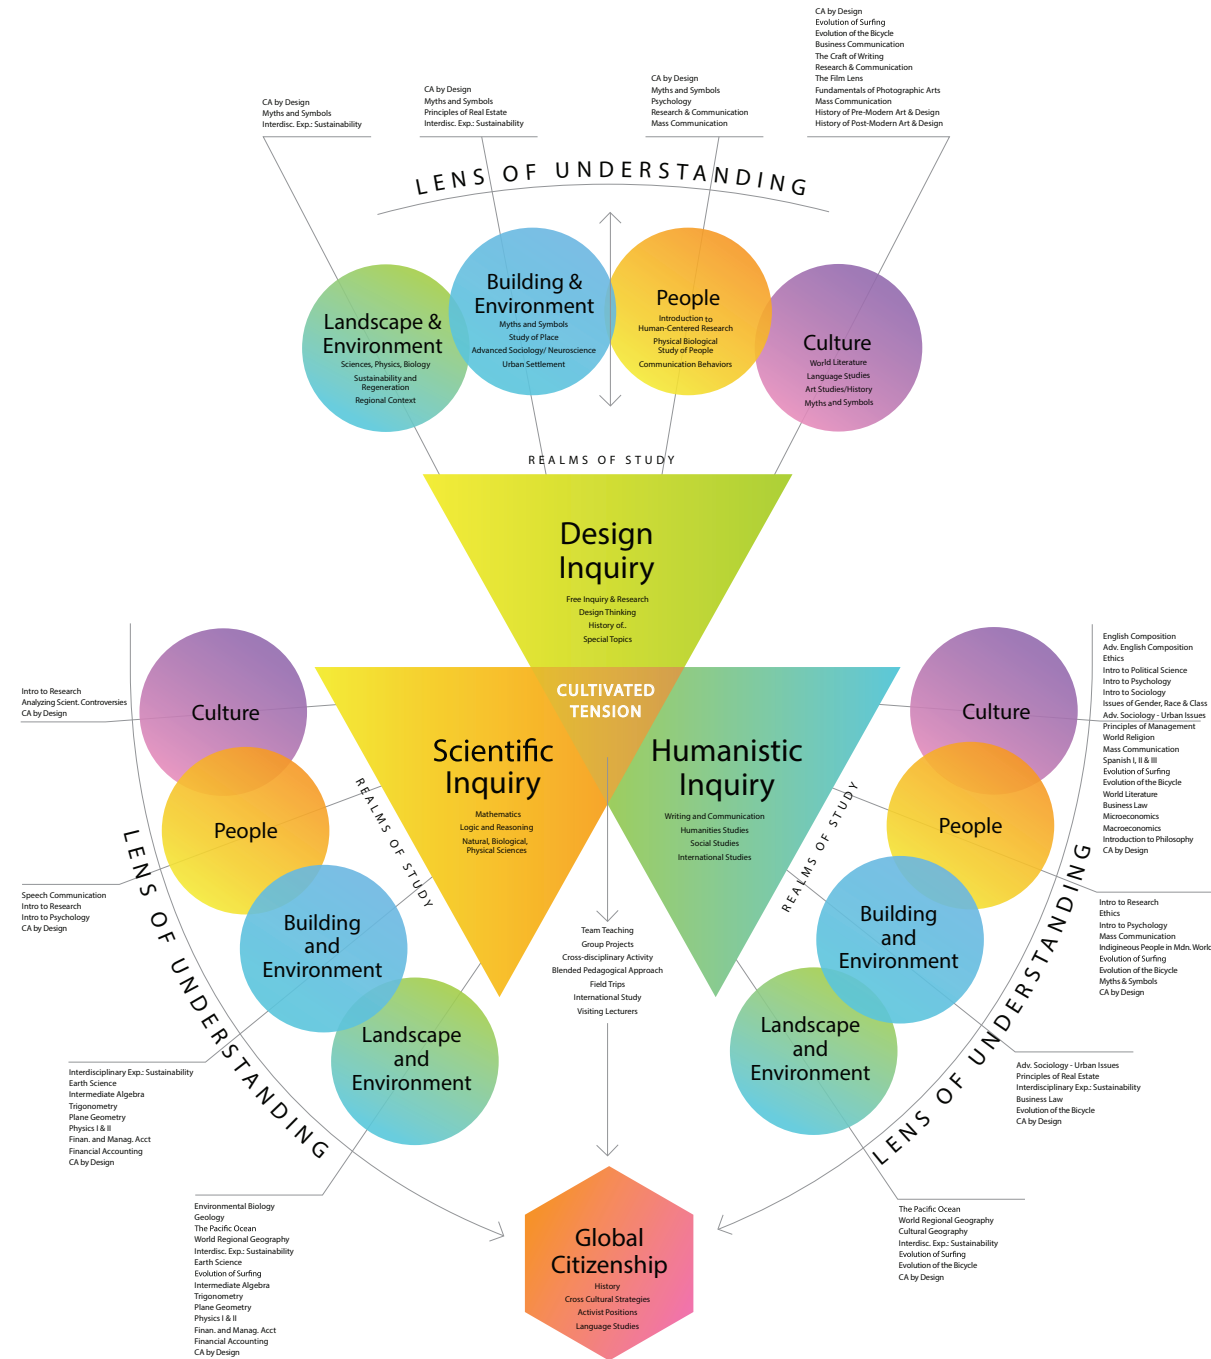 CA by Design
Myths and Symbols
Interdisc. Exp.: Sustainability
CA by Design
Myths and Symbols
Principles of Real Estate
Interdisc. Exp.: Sustainability
CA by Design
Myths and Symbols
Psychology
Research & Communication
Mass Communication
CA by Design
Evolution of Surfing
Evolution of the Bicycle
Business Communication
The Craft of Writing
Research & Communication
The Film Lens
Fundamentals of Photographic Arts
Mass Communication
History of Pre-Modern Art & Design
History of Post-Modern Art & Design
LENS OF UNDERSTANDING
Landscape &
Environment
Sciences, Physics, Biology
Sustainability and
Regeneration
Regional Context
Building &
Environment
Myths and Symbols
Study of Place
Advanced Sociology/ Neuroscience
Urban Settlement
People
Introduction to
Human-Centered Research
Physical Biological
Study of People
Communication Behaviors
Culture
World Literature
Language Studies
Art Studies/History
Myths and Symbols
REALMS OF STUDY
Design
Inquiry
Free Inquiry & Research
Design Thinking
History of..
Special Topics
CULTIVATED
TENSION
Scientific
Inquiry
Mathematics
Logic and Reasoning
Natural, Biological,
Physical Sciences
Humanistic
Inquiry
Writing and Communication
Humanities Studies
Social Studies
International Studies
REALMS OF STUDY
REALMS OF STUDY
Culture
People
Building
and
Environment
Landscape
and
Environment
LENS OF UNDERSTANDING
Intro to Research
Analyzing Scient. Controversies
CA by Design
Speech Communication
Intro to Research
Intro to Psychology
CA by Design
Interdisciplinary Exp.: Sustainability
Earth Science
Intermediate Algebra
Trigonometry
Plane Geometry
Physics I & II
Finan. and Manag. Acct
Financial Accounting
CA by Design
Environmental Biology
Geology
The Pacific Ocean
World Regional Geography
Interdisc. Exp.: Sustainability
Earth Science
Evolution of Surfing
Intermediate Algebra
Trigonometry
Plane Geometry
Physics I & II
Finan. and Manag. Acct
Financial Accounting
CA by Design
Team Teaching
Group Projects
Cross-disciplinary Activity
Blended Pedagogical Approach
Field Trips
International Study
Visiting Lecturers
Culture
People
Building
and
Environment
Landscape
and
Environment
LENS OF UNDERSTANDING
English Composition
Adv. English Composition
Ethics
Intro to Political Science
Intro to Psychology
Intro to Sociology
Issues of Gender, Race & Class
Adv. Sociology - Urban Issues
Principles of Management
World Religion
Mass Communication
Spanish I, II & III
Evolution of Surfing
Evolution of the Bicycle
World Literature
Business Law
Microeconomics
Macroeconomics
Introduction to Philosophy
CA by Design
Intro to Research
Ethics
Intro to Psychology
Mass Communication
Indigineous People in Mdn. World
Evolution of Surfing
Evolution of the Bicycle
Myths & Symbols
CA by Design
Adv. Sociology - Urban Issues
Principles of Real Estate
Interdisciplinary Exp.: Sustainability
Business Law
Evolution of the Bicycle
CA by Design
The Pacific Ocean
World Regional Geography
Cultural Geography
Interdisc. Exp.: Sustainability
Evolution of Surfing
Evolution of the Bicycle
CA by Design
Global
Citizenship
History
Cross Cultural Strategies
Activist Positions
Language Studies